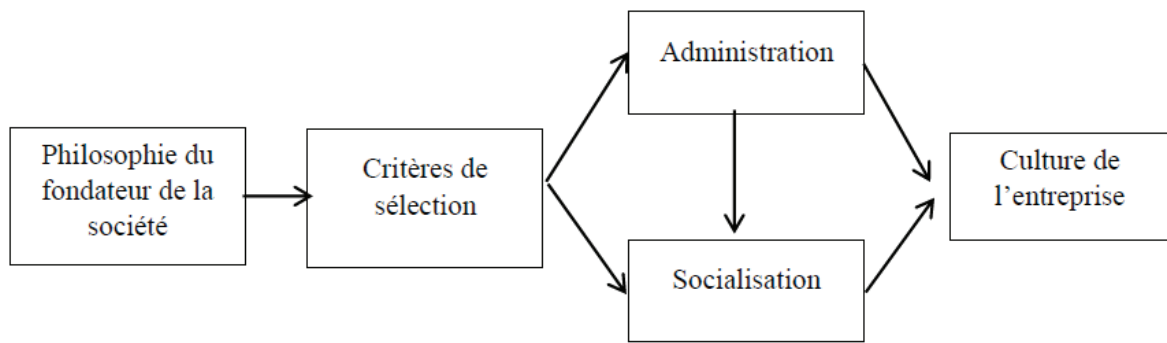 Philosophie du
fondateur de la
société
Critères de
sélection
Administration
Socialisation
Culture de
l’entreprise